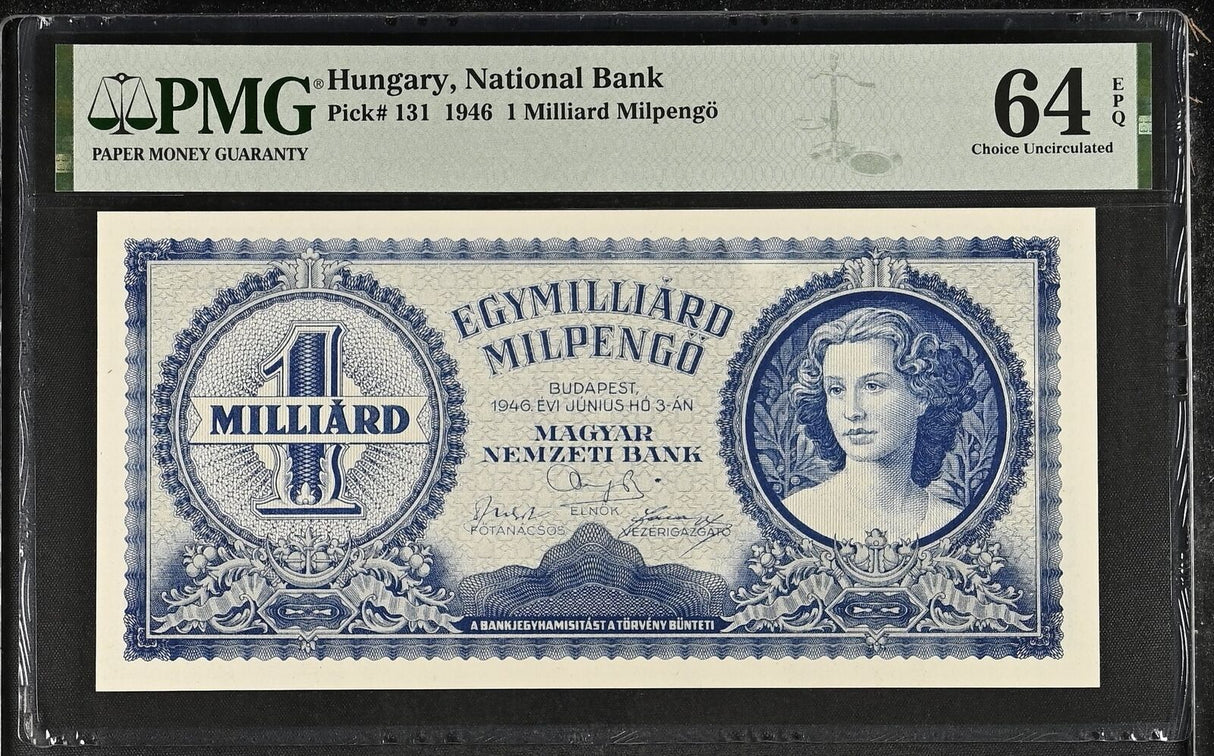 PMG® Hungary, National Bank
Pick# 131 1946 1 Milliard Milpengö
PAPER MONEY GUARANTY
64 EPQ
Choice Uncirculated
EGYMILLIÁRD
MILPENGŐ
1
MILLIÁRD
BUDAPEST,
1946. ÉVI JÚNIUS HÓ 3-ÁN
MAGYAR
NEMZETI BANK
ELNÖK
FŐTANÁCSOS VEZÉRIGAZGATÓ
A BANKJEGYHAMISITÁST A TÖRVÉNY BÜNTETI